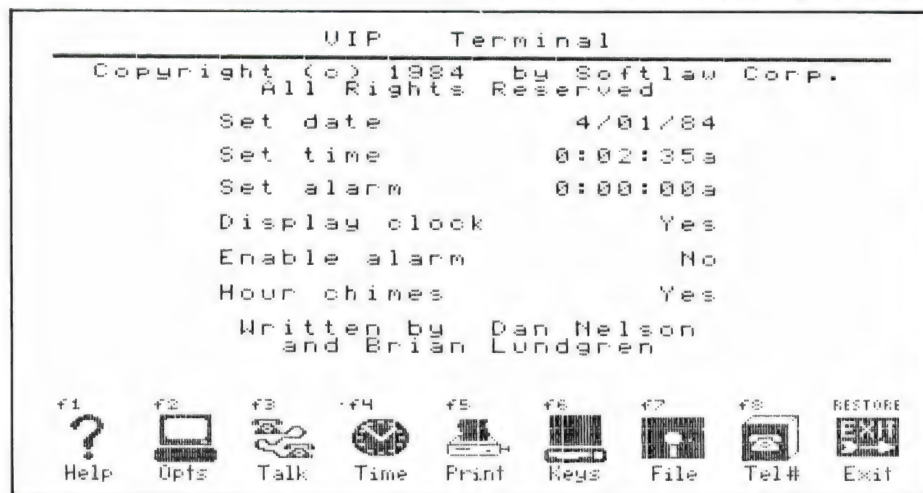 VIP Terminal
Copyright (c) 1984 by Softlaw Corp.
All Rights Reserved
Set date 4/01/84
Set time 0:02:35a
Set alarm 0:00:00a
Display clock Yes
Enable alarm No
Hour chimes Yes
Written by Dan Nelson
and Brian Lundgren
f1 f2 f3 f4 f5 f6 f7 f8 RESTORE
EXIT
Help Opts Talk Time Print Keys File Tel# Exit